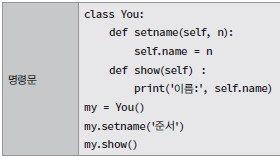 명령문
class You:
    def setname(self, n):
        self.name = n
    def show(self) :
        print('이름:', self.name)
my = You()
my.setname('준서')
my.show()